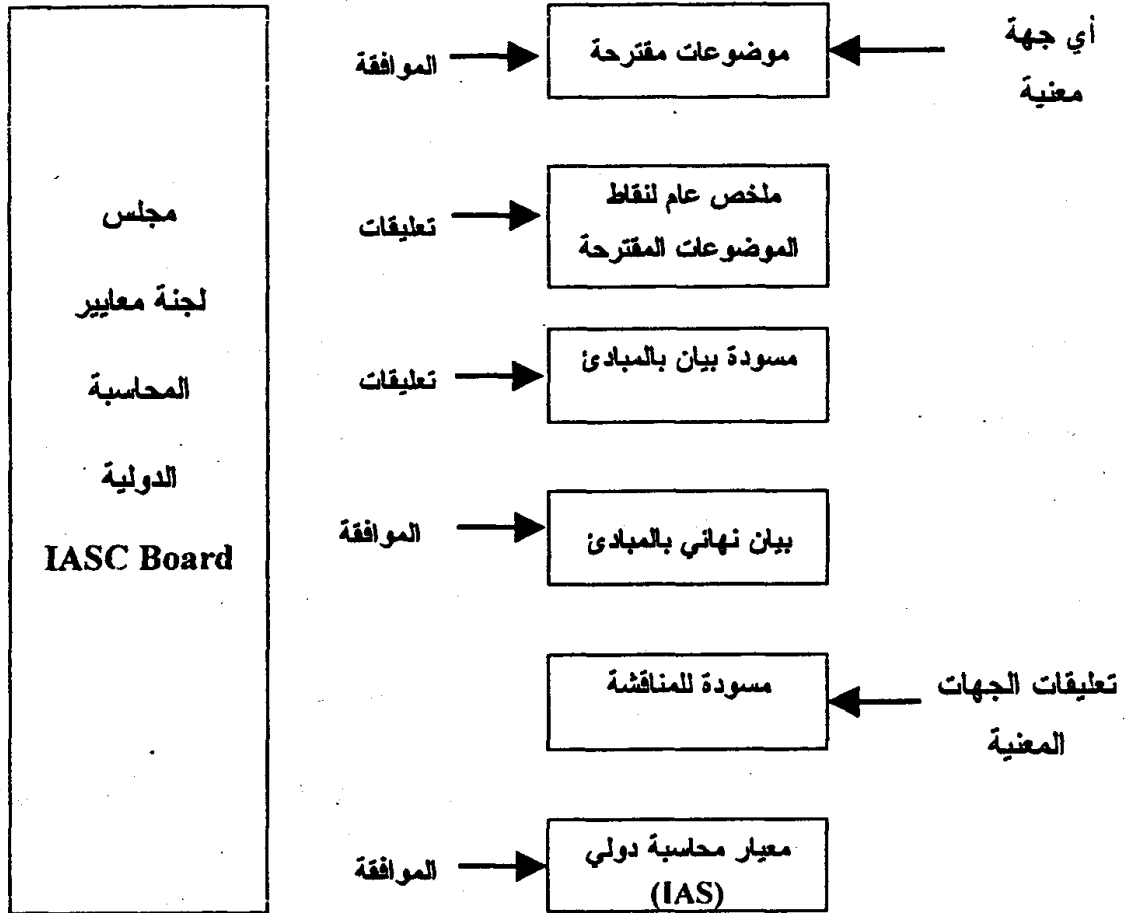 أي جهة
معنية
موضوعات مقترحة
الموافقة
ملخص عام لنقاط
الموضوعات المقترحة
تعليقات
مسودة بيان بالمبادئ
تعليقات
بيان نهائي بالمبادئ
الموافقة
تعليقات الجهات
المعنية
مسودة للمناقشة
معيار محاسبة دولي
(IAS)
الموافقة
مجلس
لجنة معايير
المحاسبة
الدولية
IASC Board